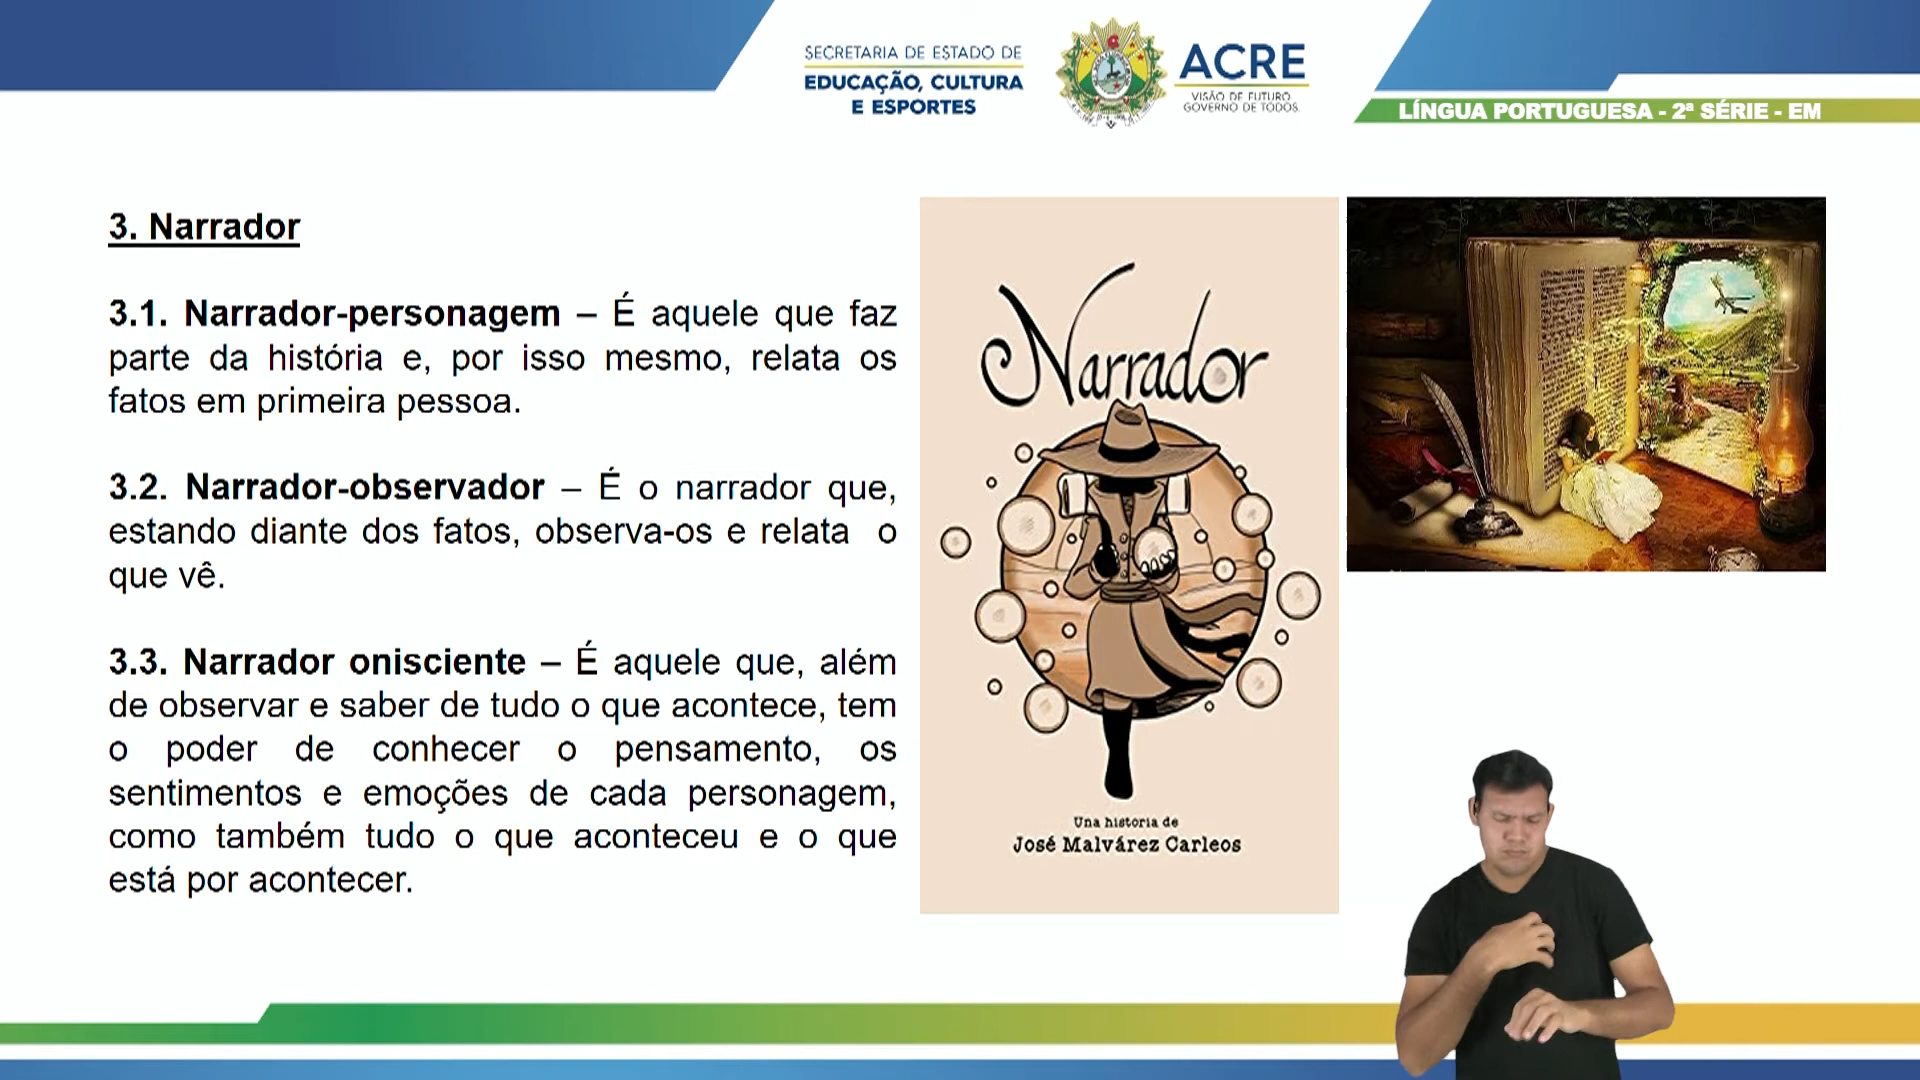 SECRETARIA DE ESTADO DE
EDUCAÇÃO, CULTURA
E ESPORTES
ACRE
VISÃO DE FUTURO
GOVERNO DE TODOS
LÍNGUA PORTUGUESA - 2ª SÉRIE - EM
3. Narrador
3.1. Narrador-personagem – É aquele que faz
parte da história e, por isso mesmo, relata os
fatos em primeira pessoa.
3.2. Narrador-observador – É o narrador que,
estando diante dos fatos, observa-os e relata o
que vê.
3.3. Narrador onisciente – É aquele que, além
de observar e saber de tudo o que acontece, tem
o poder de conhecer o pensamento, os
sentimentos e emoções de cada personagem,
como também tudo o que aconteceu e o que
está por acontecer.
Narrador
Una historia de
José Malvárez Carleos